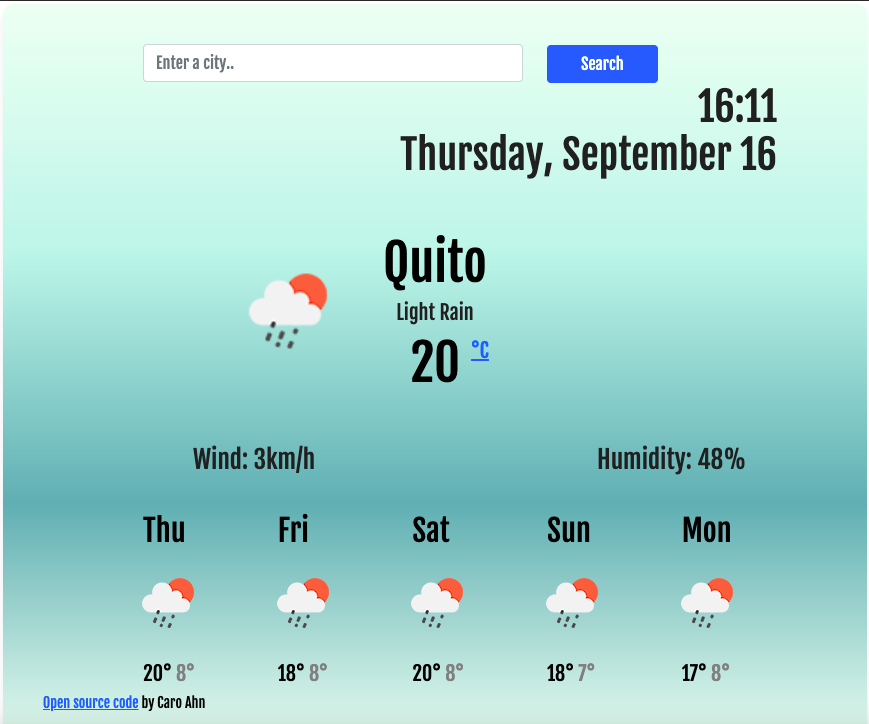 Enter a city..
Search
16:11
Thursday, September 16
Quito
Light Rain
20 °C
Wind: 3km/h
Humidity: 48%
Thu Fri Sat Sun Mon
20° 8° 18° 8° 20° 8° 18° 7° 17° 8°
Open source code by Caro Ahn